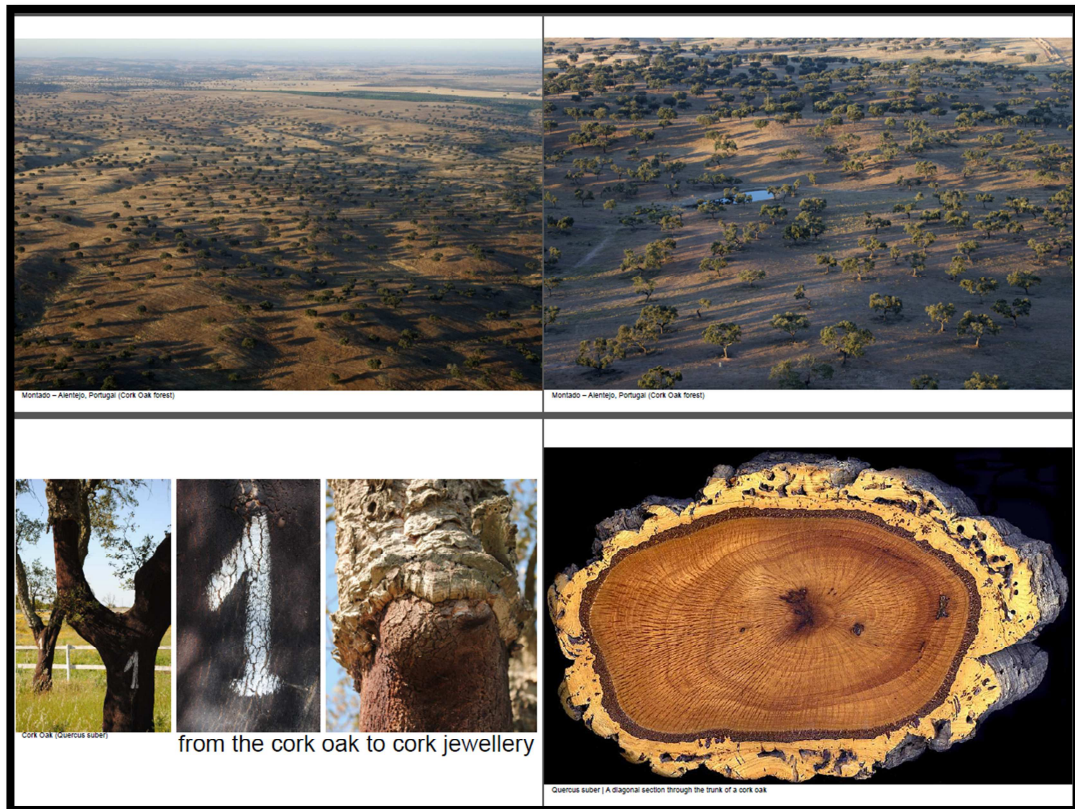 Montado – Alentejo, Portugal (Cork Oak forest)
Montado – Alentejo, Portugal (Cork Oak forest)
1
1
Cork Oak (Quercus suber)
from the cork oak to cork jewellery
Quercus suber | A diagonal section through the trunk of a cork oak